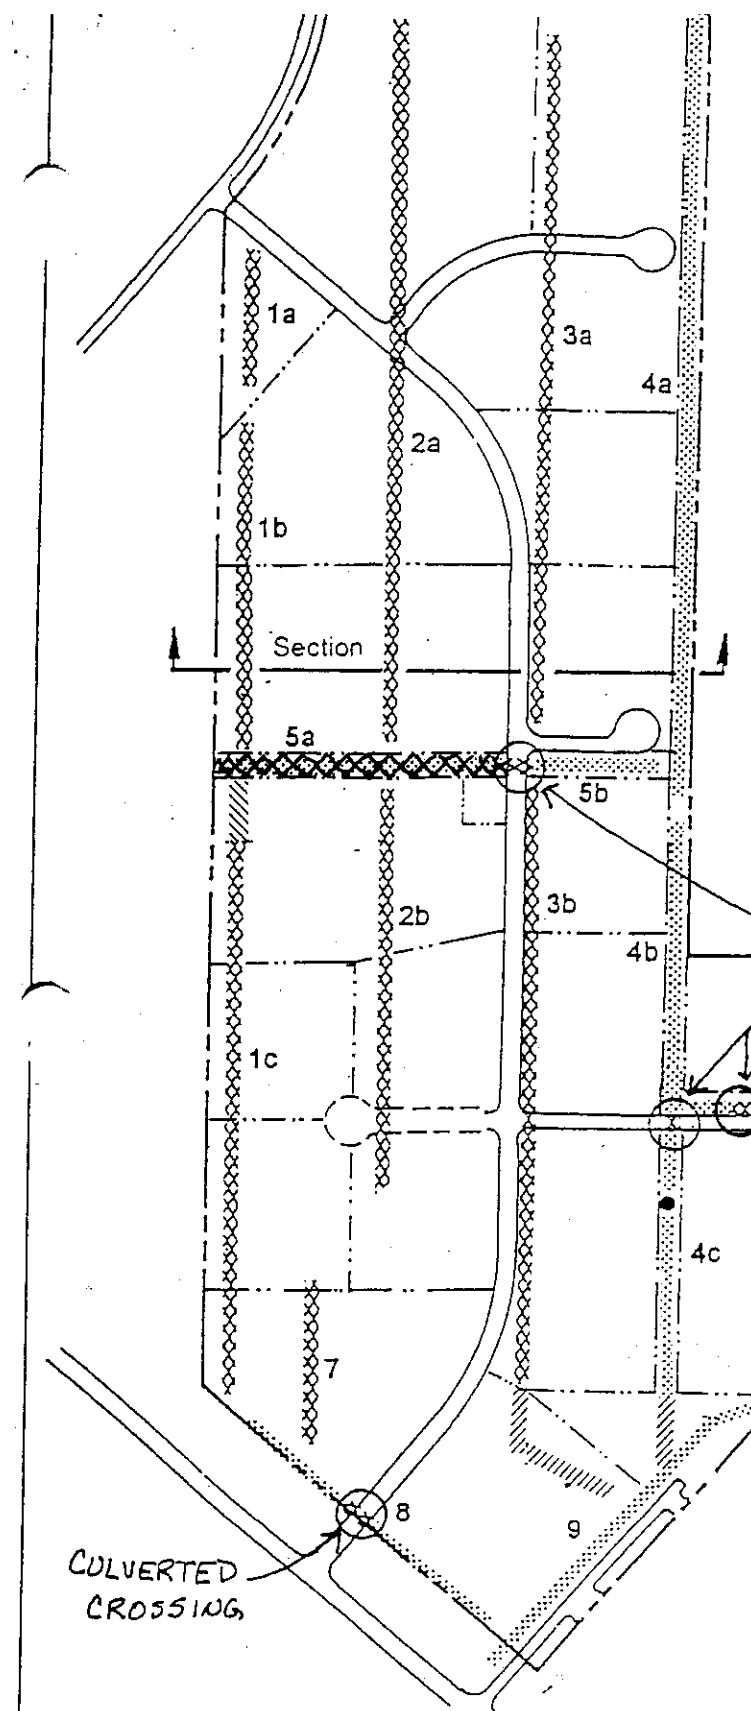 1a
3a
4a
2a
1b
Section
5a
5b
2b
3b
4b
1c
4c
7
8
9
CULVERTED
CROSSING